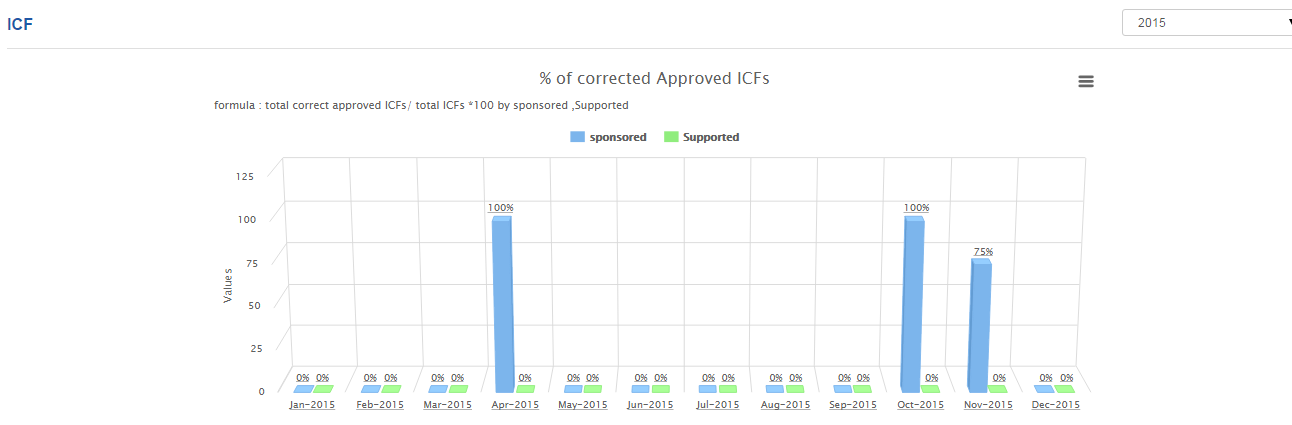 ICF
2015
% of corrected Approved ICFs
formula : total correct approved ICFs/ total ICFs *100 by sponsored ,Supported
sponsored Supported
Values
125
100
75
50
25
0
0% 0% 0% 0% 0% 0% 100% 0% 0% 0% 0% 0% 0% 0% 0% 0% 0% 0% 100% 0% 75% 0% 0% 0%
Jan-2015 Feb-2015 Mar-2015 Apr-2015 May-2015 Jun-2015 Jul-2015 Aug-2015 Sep-2015 Oct-2015 Nov-2015 Dec-2015